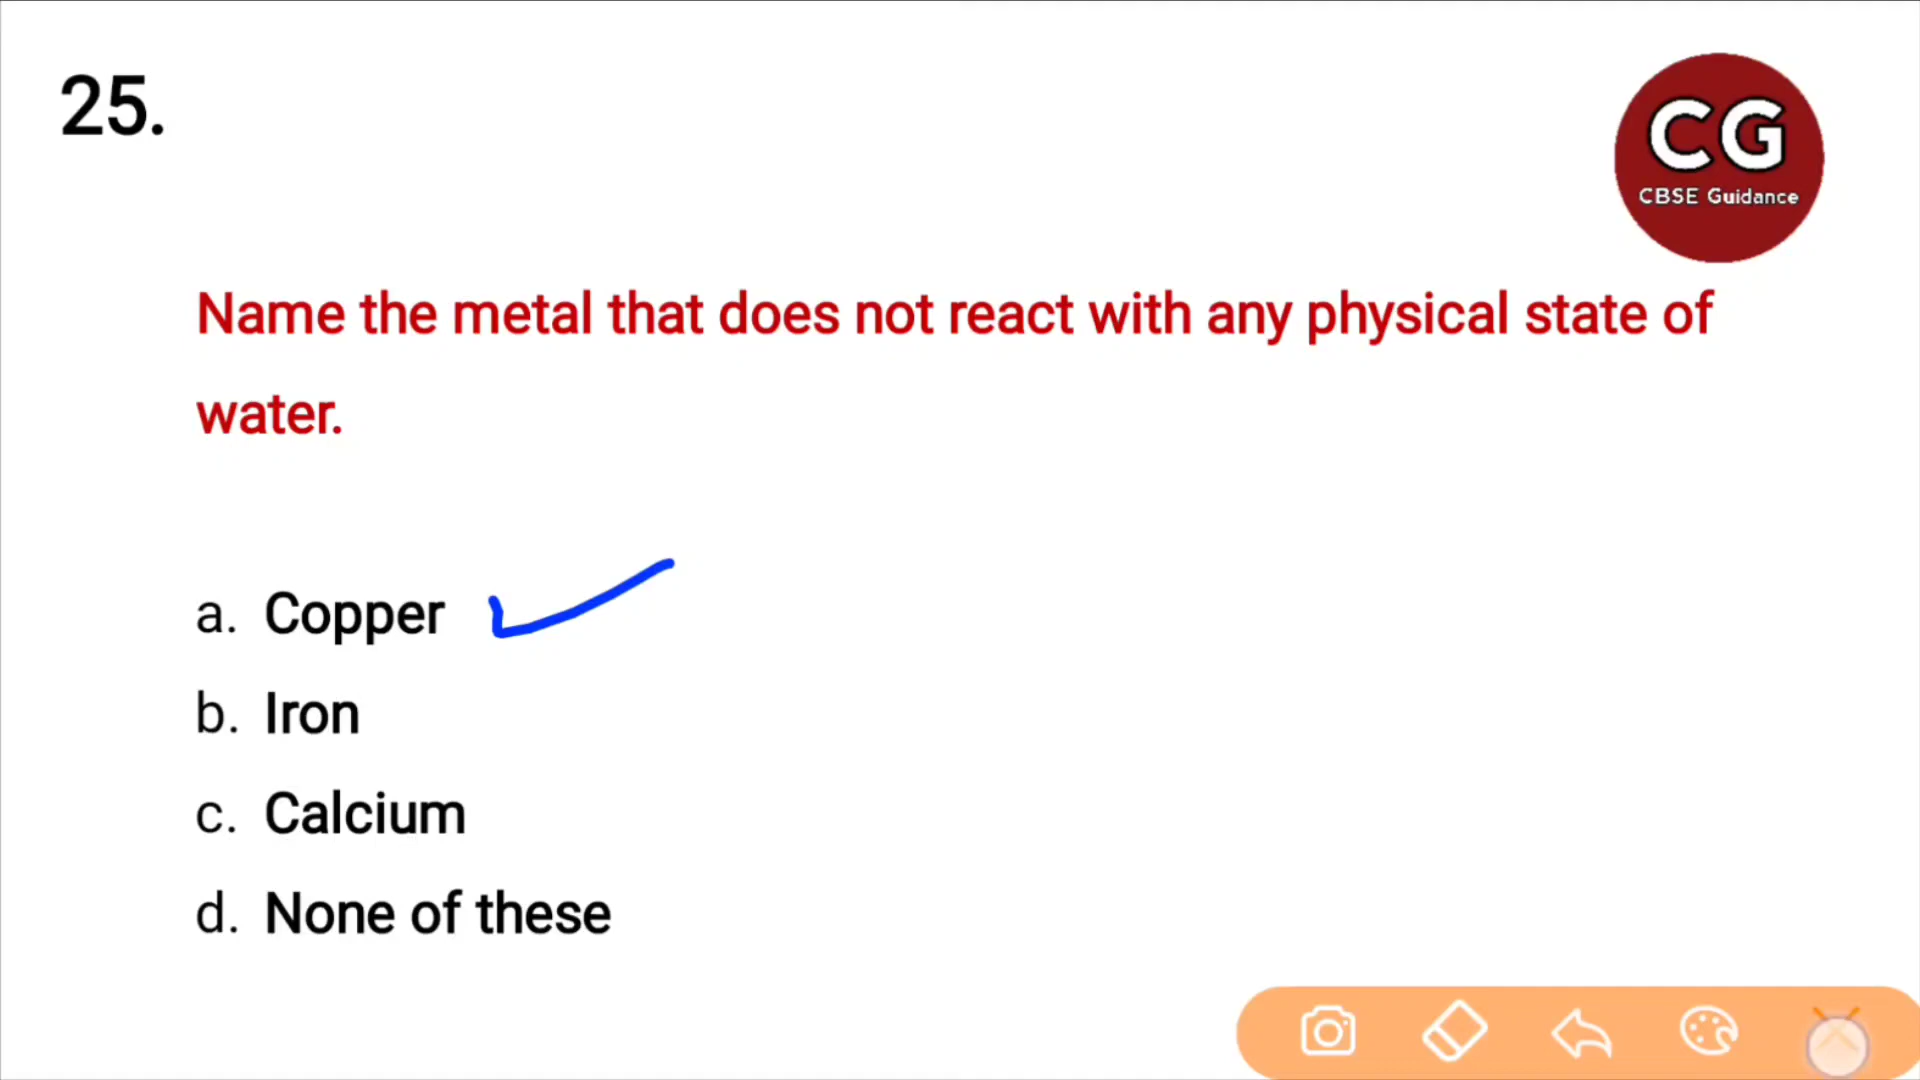 25.
CG
CBSE Guidance
Name the metal that does not react with any physical state of
water.
a. Copper
b. Iron
c. Calcium
d. None of these